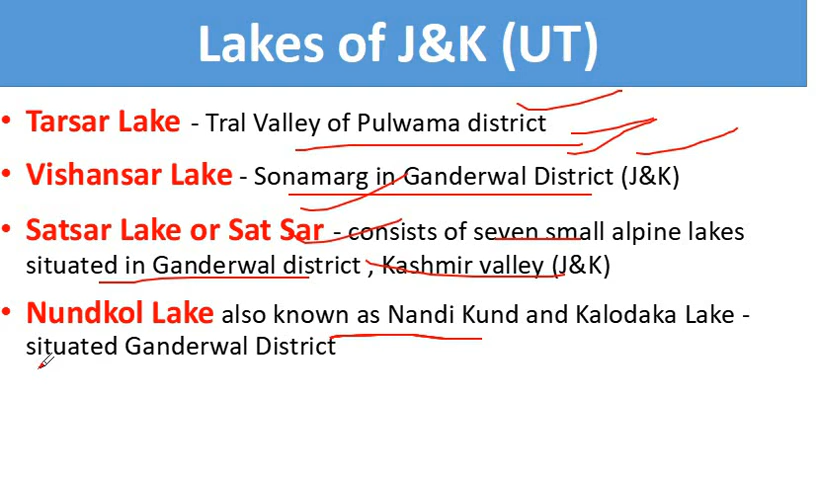 Lakes of J&K (UT)
• Tarsar Lake - Tral Valley of Pulwama district
• Vishansar Lake - Sonamarg in Ganderwal District (J&K)
• Satsar Lake or Sat Sar - consists of seven small alpine lakes
situated in Ganderwal district , Kashmir valley (J&K)
• Nundkol Lake also known as Nandi Kund and Kalodaka Lake -
situated Ganderwal District